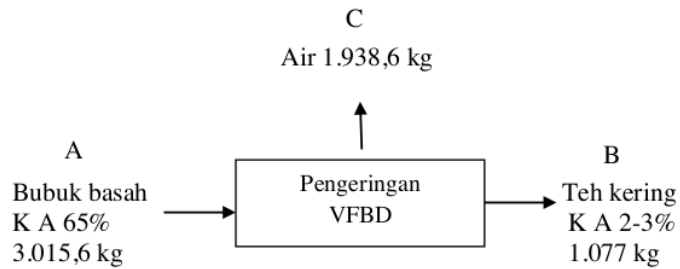 C
Air 1.938,6 kg
A
Bubuk basah
K A 65%
3.015,6 kg
Pengeringan
VFBD
B
Teh kering
K A 2-3%
1.077 kg